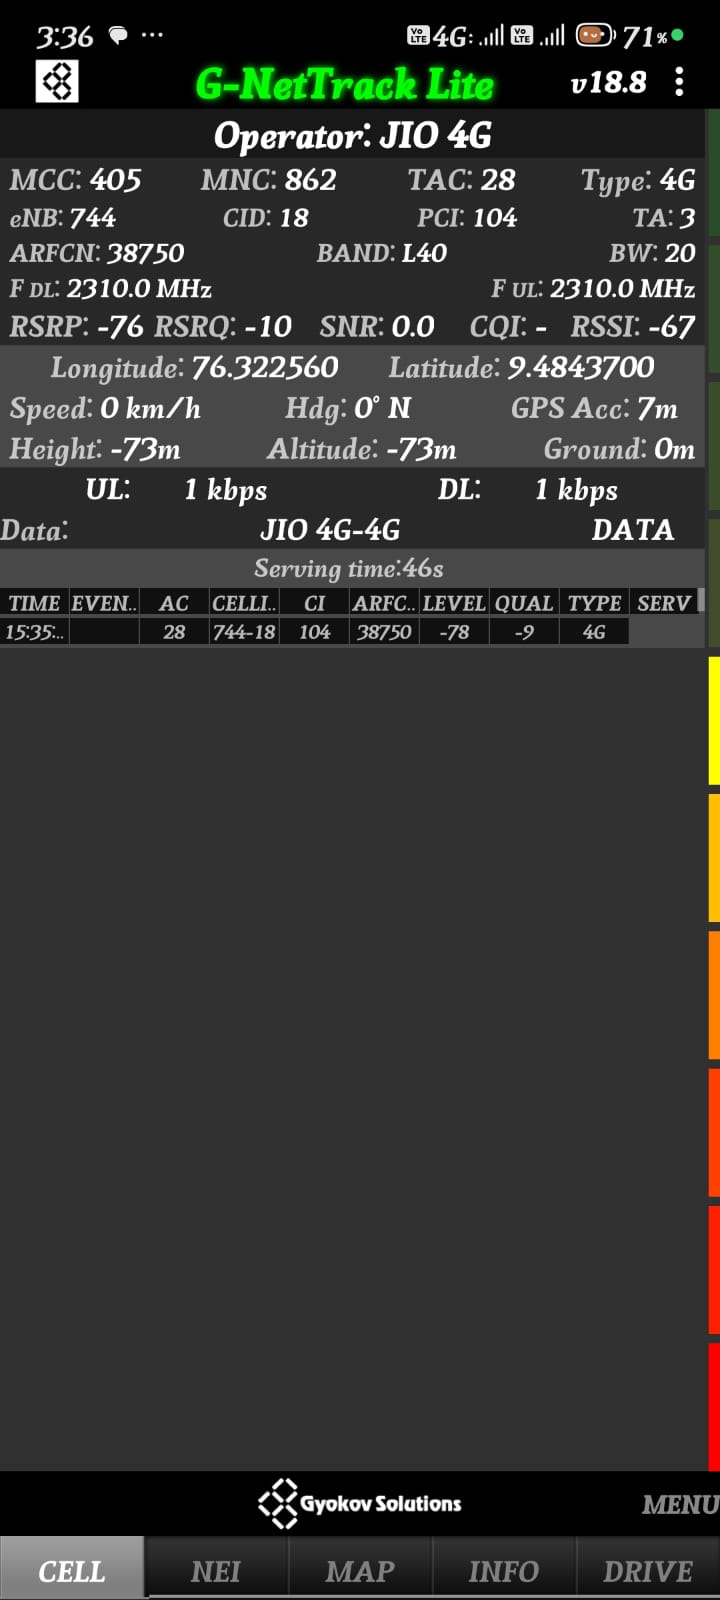 3:36 ... Vo LTE 4G: Vo LTE 71%
G-NetTrack Lite v18.8
Operator: JIO 4G
MCC: 405 MNC: 862 TAC: 28 Type: 4G
eNB: 744 CID: 18 PCI: 104 TA: 3
ARFCN: 38750 BAND: L40 BW: 20
F DL: 2310.0 MHz F UL: 2310.0 MHz
RSRP: -76 RSRQ: -10 SNR: 0.0 CQI: - RSSI: -67
Longitude: 76.322560 Latitude: 9.4843700
Speed: 0 km/h Hdg: 0° N GPS Acc: 7m
Height: -73m Altitude: -73m Ground: 0m
UL: 1 kbps DL: 1 kbps
Data: JIO 4G-4G DATA
Serving time:46s
TIME EVEN.. AC CELLI.. CI ARFC.. LEVEL QUAL TYPE SERV
15:35:.. 28 744-18 104 38750 -78 -9 4G
Gyokov Solutions MENU
CELL NEI MAP INFO DRIVE